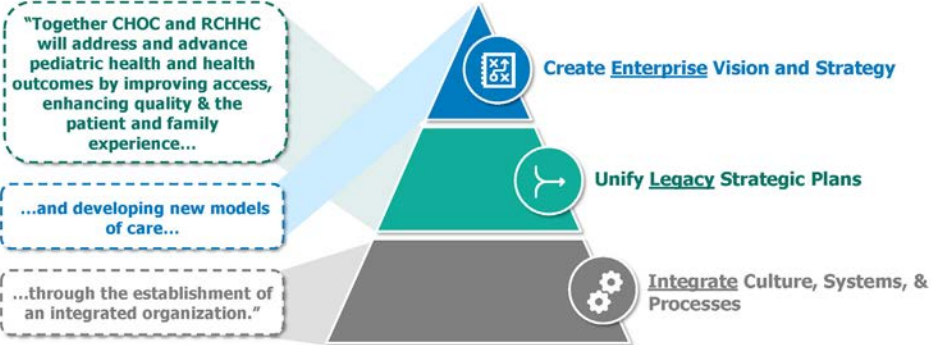 “Together CHOC and RCHHC
will address and advance
pediatric health and health
outcomes by improving access,
enhancing quality & the
patient and family
experience…
…and developing new models
of care…
…through the establishment of
an integrated organization.”
Create Enterprise Vision and Strategy
Unify Legacy Strategic Plans
Integrate Culture, Systems, &
Processes